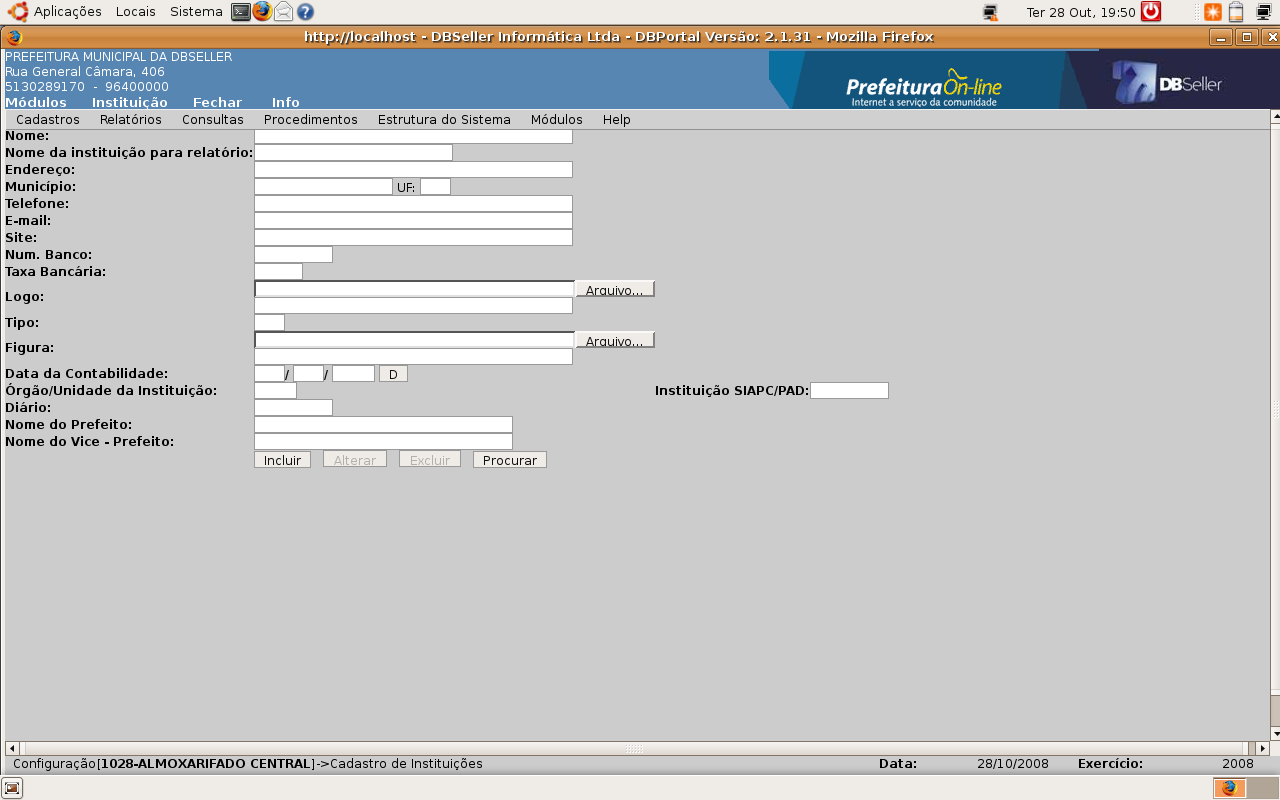 Aplicações Locais Sistema Ter 28 Out, 19:50
http://localhost - DBSeller Informática Ltda - DBPortal Versão: 2.1.31 - Mozilla Firefox
PREFEITURA MUNICIPAL DA DBSELLER
Rua General Câmara, 406
5130289170 - 96400000
Módulos Instituição Fechar Info
PrefeituraOn-line
Internet a serviço da comunidade
DBSeller
Cadastros Relatórios Consultas Procedimentos Estrutura do Sistema Módulos Help
Nome:
Nome da instituição para relatório:
Endereço:
Município: UF:
Telefone:
E-mail:
Site:
Num. Banco:
Taxa Bancária:
Logo: Arquivo...
Tipo:
Figura: Arquivo...
Data da Contabilidade: / / D
Órgão/Unidade da Instituição: Instituição SIAPC/PAD:
Diário:
Nome do Prefeito:
Nome do Vice - Prefeito:
Incluir Alterar Excluir Procurar
Configuração[1028-ALMOXARIFADO CENTRAL]->Cadastro de Instituições Data: 28/10/2008 Exercício: 2008